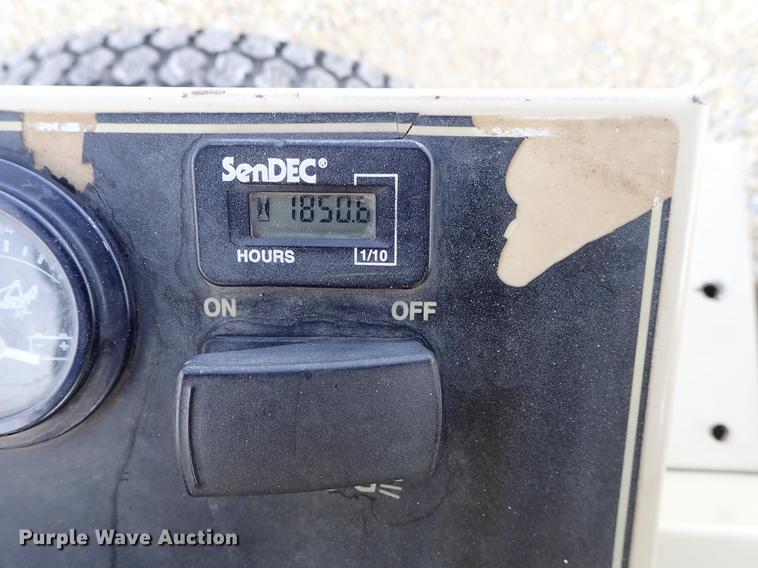 SenDEC®
1850.6
HOURS 1/10
ON OFF
Purple Wave Auction